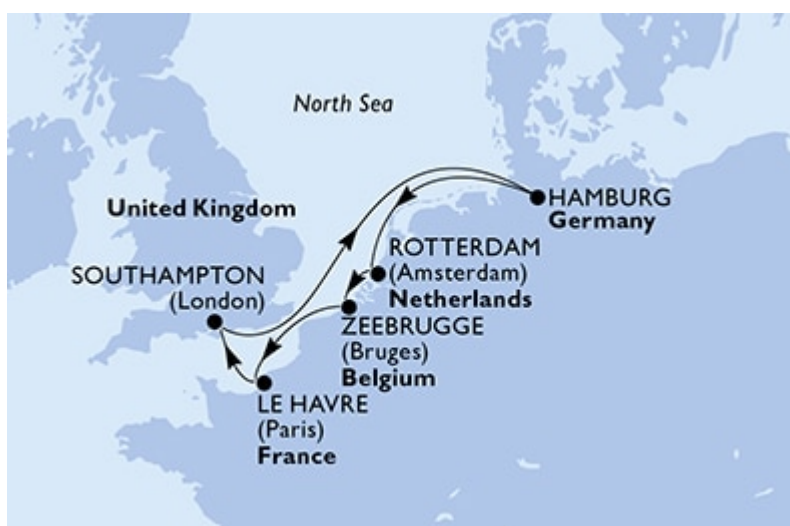 North Sea
United Kingdom
HAMBURG
Germany
ROTTERDAM
(Amsterdam)
Netherlands
SOUTHAMPTON
(London)
ZEEBRUGGE
(Bruges)
Belgium
LE HAVRE
(Paris)
France